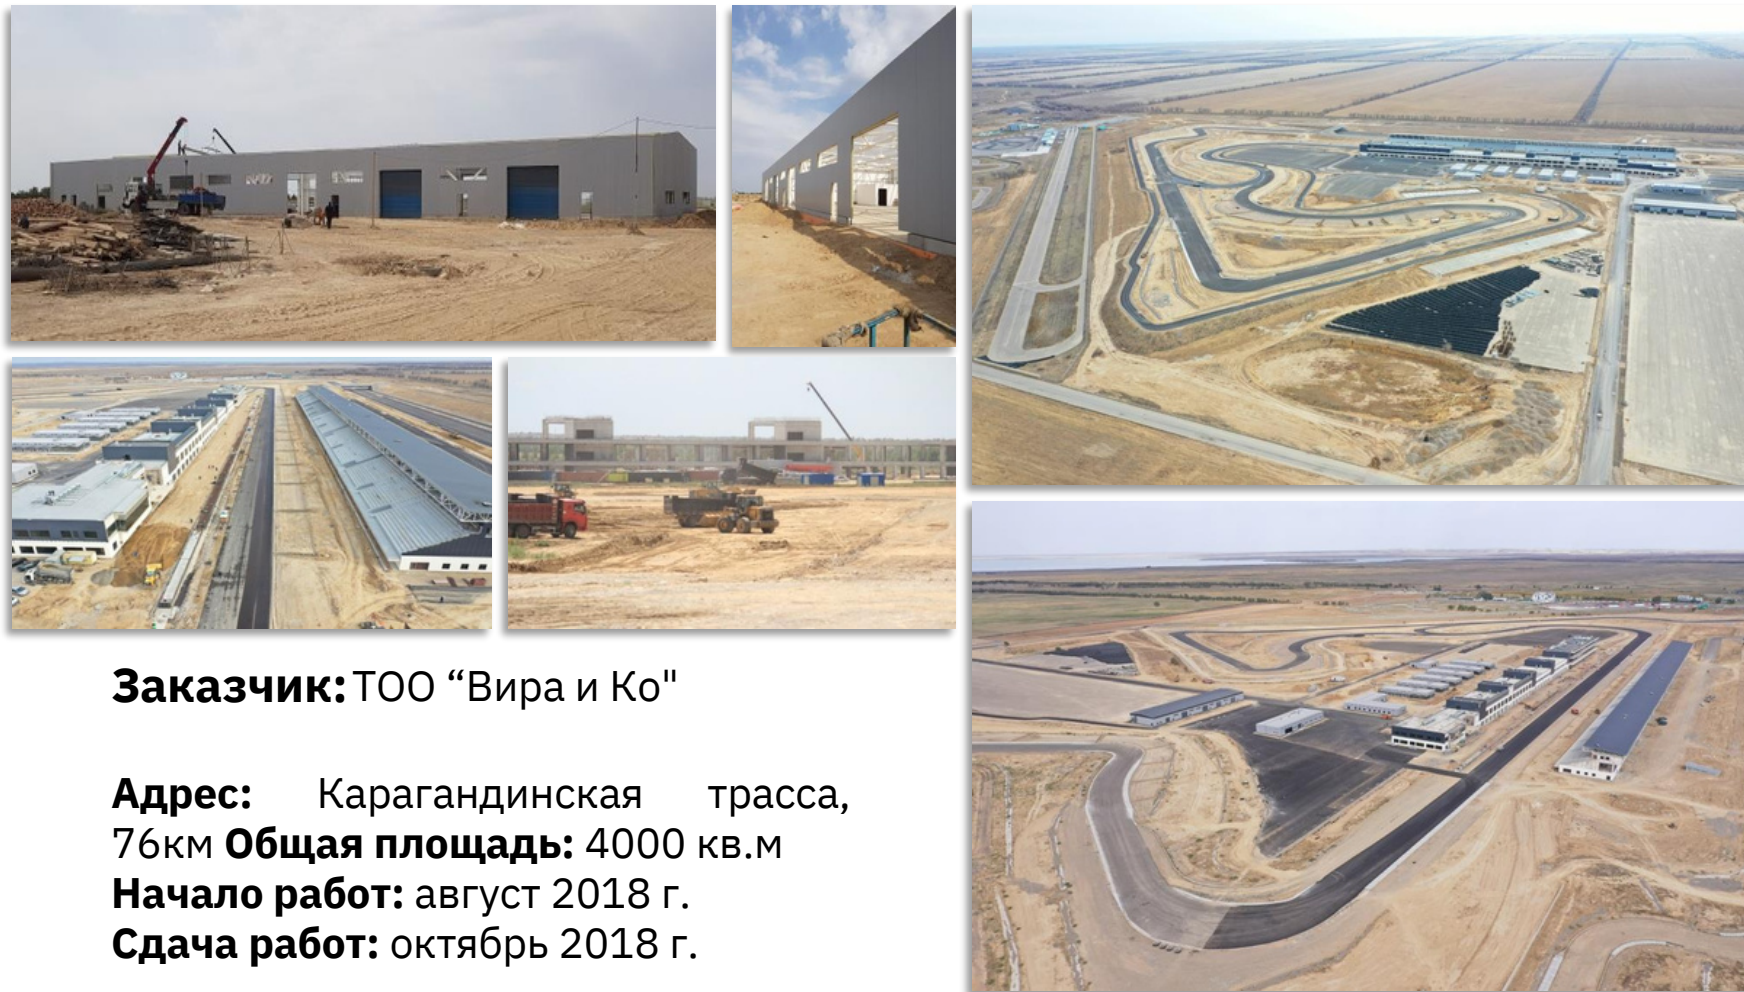 Заказчик: ТОО “Вира и Ко"
Адрес: Карагандинская трасса,
76км Общая площадь: 4000 кв.м
Начало работ: август 2018 г.
Сдача работ: октябрь 2018 г.